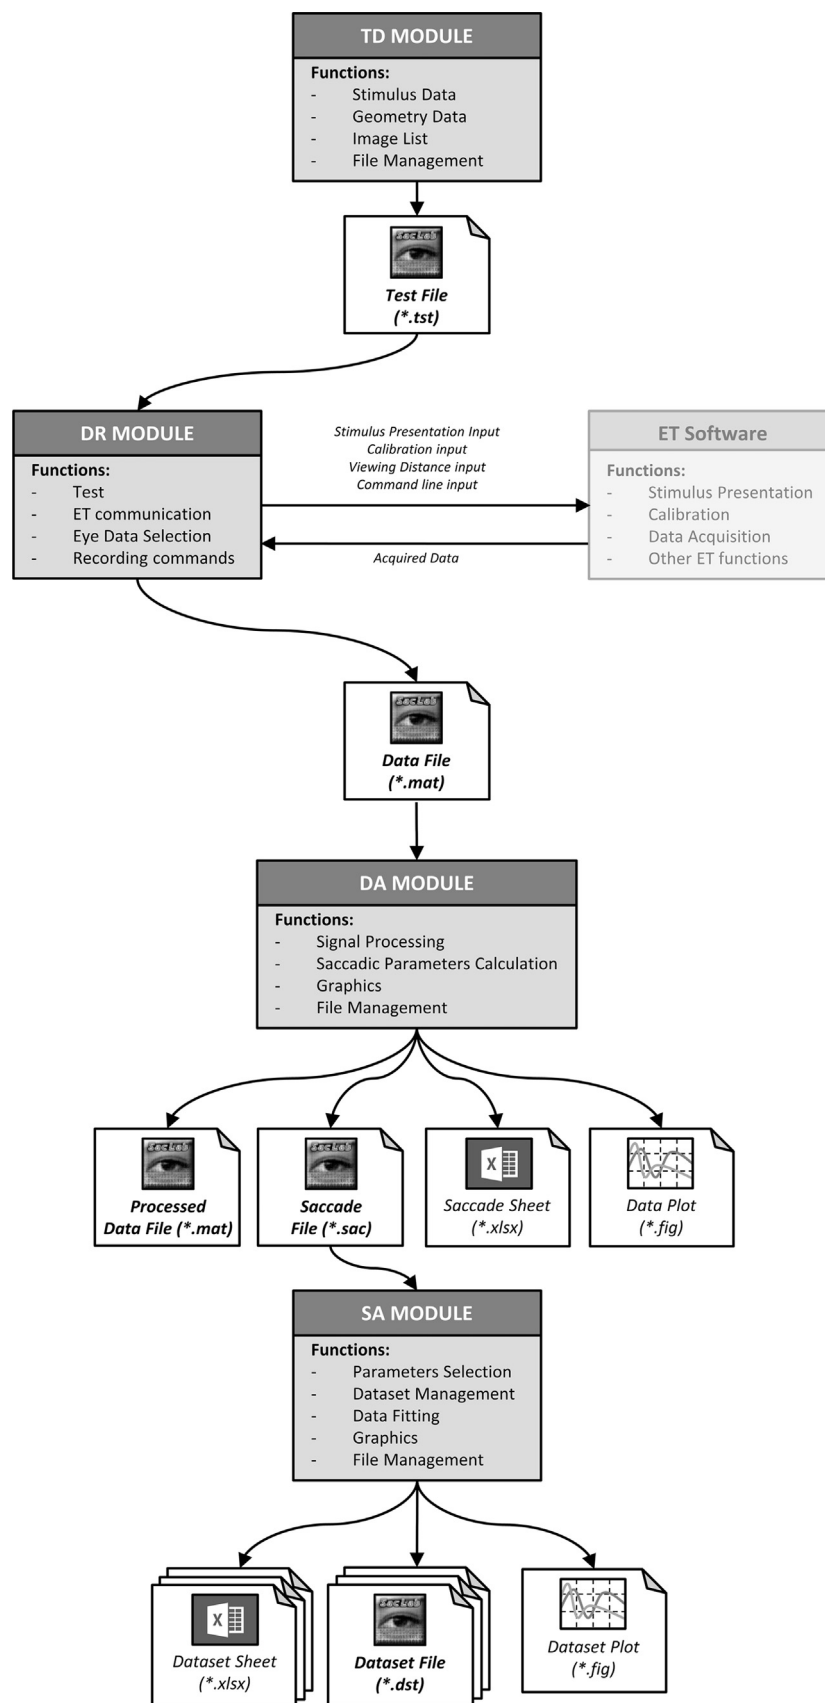 TD MODULE
Functions:
- Stimulus Data
- Geometry Data
- Image List
- File Management
Test File
(*.tst)
DR MODULE
Functions:
- Test
- ET communication
- Eye Data Selection
- Recording commands
Stimulus Presentation Input
Calibration input
Viewing Distance input
Command line input
Acquired Data
ET Software
Functions:
- Stimulus Presentation
- Calibration
- Data Acquisition
- Other ET functions
Data File
(*.mat)
DA MODULE
Functions:
- Signal Processing
- Saccadic Parameters Calculation
- Graphics
- File Management
Processed
Data File (*.mat)
Saccade
File (*.sac)
X
Saccade Sheet
(*.xlsx)
Data Plot
(*.fig)
SA MODULE
Functions:
- Parameters Selection
- Dataset Management
- Data Fitting
- Graphics
- File Management
X
Dataset Sheet
(*.xlsx)
Dataset File
(*.dst)
Dataset Plot
(*.fig)